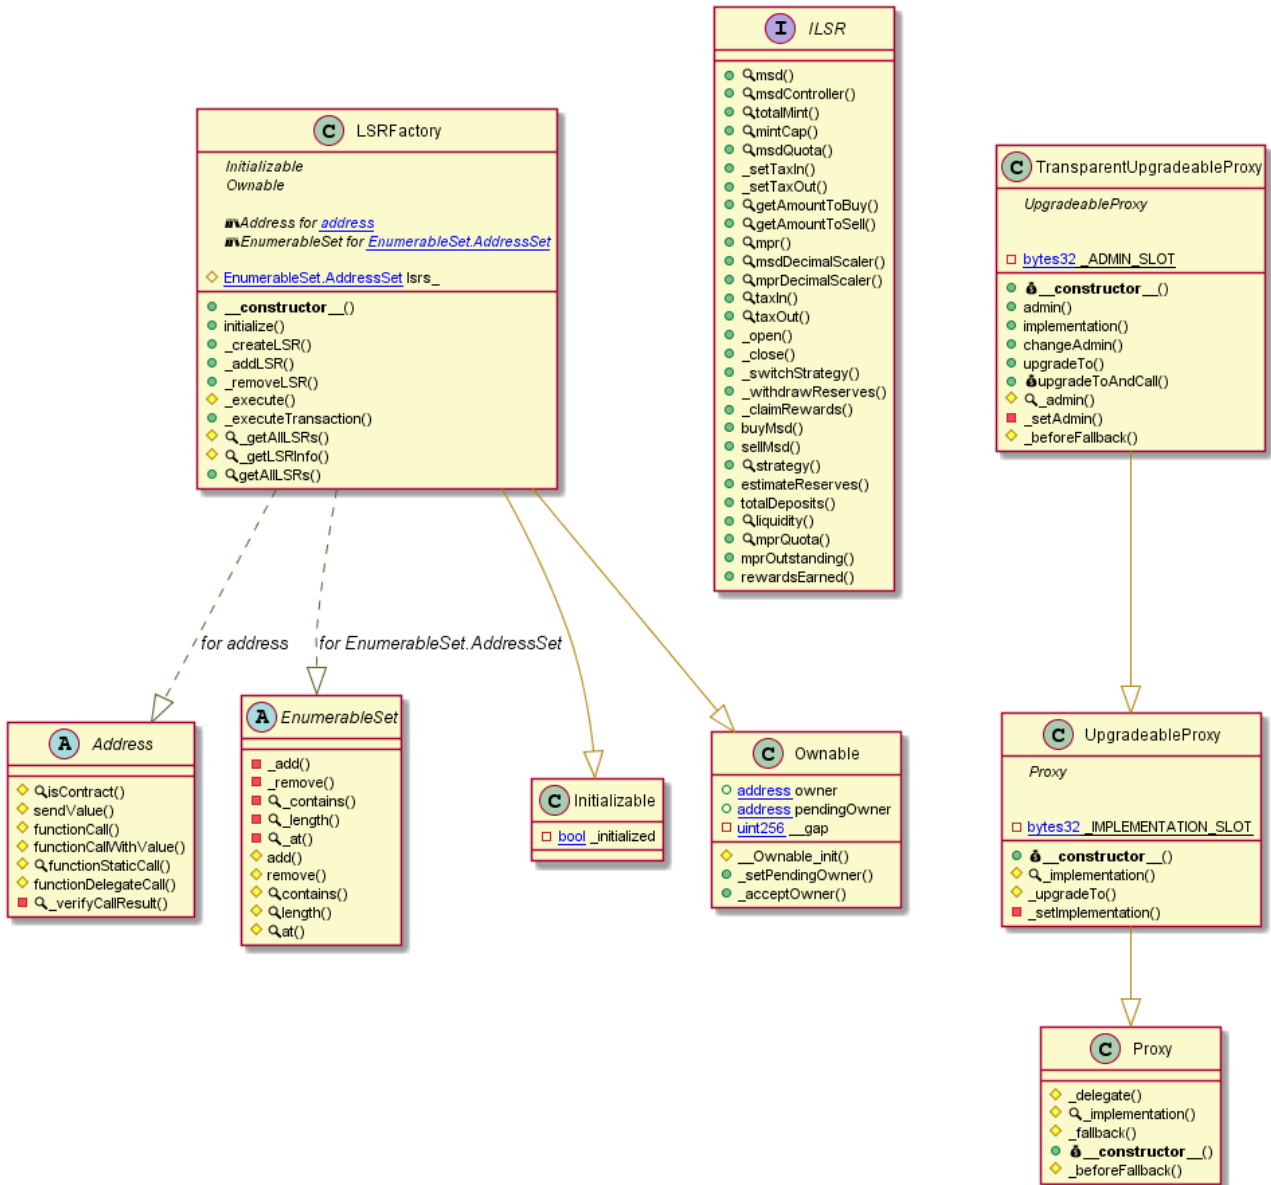 C LSRFactory
Initializable
Ownable
Address for address
EnumerableSet for EnumerableSet.AddressSet
EnumerableSet.AddressSet lsrs_
__constructor__()
initialize()
_createLSR()
_addLSR()
_removeLSR()
_execute()
_executeTransaction()
_getAllLSRs()
_getLSRInfo()
getAllLSRs()
I ILSR
msd()
msdController()
totalMint()
mintCap()
msdQuota()
_setTaxIn()
_setTaxOut()
getAmountToBuy()
getAmountToSell()
mpr()
msdDecimalScaler()
mprDecimalScaler()
taxIn()
taxOut()
_open()
_close()
_switchStrategy()
_withdrawReserves()
_claimRewards()
buyMsd()
sellMsd()
strategy()
estimateReserves()
totalDeposits()
liquidity()
mprQuota()
mprOutstanding()
rewardsEarned()
C TransparentUpgradeableProxy
UpgradeableProxy
bytes32 _ADMIN_SLOT
__constructor__()
admin()
implementation()
changeAdmin()
upgradeTo()
upgradeToAndCall()
_admin()
_setAdmin()
_beforeFallback()
for address
for EnumerableSet.AddressSet
A Address
isContract()
sendValue()
functionCall()
functionCallWithValue()
functionStaticCall()
functionDelegateCall()
_verifyCallResult()
A EnumerableSet
_add()
_remove()
_contains()
_length()
_at()
add()
remove()
contains()
length()
at()
C Initializable
bool _initialized
C Ownable
address owner
address pendingOwner
uint256 __gap
__Ownable_init()
_setPendingOwner()
_acceptOwner()
C UpgradeableProxy
Proxy
bytes32 _IMPLEMENTATION_SLOT
__constructor__()
_implementation()
_upgradeTo()
_setImplementation()
C Proxy
_delegate()
_implementation()
_fallback()
__constructor__()
_beforeFallback()